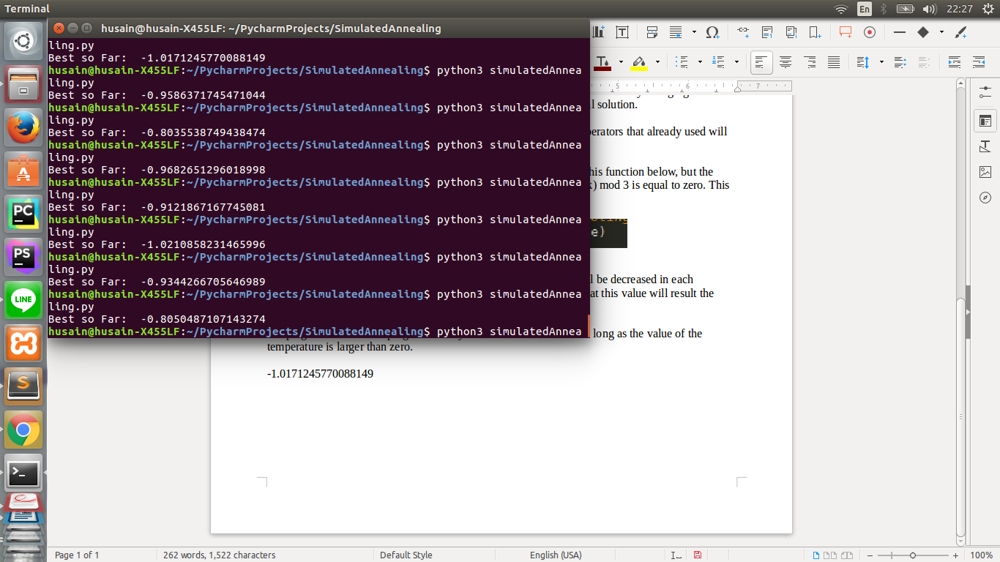 Terminal
En
22:27
husain@husain-X455LF: ~/PycharmProjects/SimulatedAnnealing
ling.py
Best so Far:  -1.0171245770088149
husain@husain-X455LF:~/PycharmProjects/SimulatedAnnealing$ python3 simulatedAnnea
ling.py
Best so Far:  -0.9586371745471044
husain@husain-X455LF:~/PycharmProjects/SimulatedAnnealing$ python3 simulatedAnnea
ling.py
Best so Far:  -0.8035538749438474
husain@husain-X455LF:~/PycharmProjects/SimulatedAnnealing$ python3 simulatedAnnea
ling.py
Best so Far:  -0.9682651296018998
husain@husain-X455LF:~/PycharmProjects/SimulatedAnnealing$ python3 simulatedAnnea
ling.py
Best so Far:  -0.9121867167745081
husain@husain-X455LF:~/PycharmProjects/SimulatedAnnealing$ python3 simulatedAnnea
ling.py
Best so Far:  -1.0210858231465996
husain@husain-X455LF:~/PycharmProjects/SimulatedAnnealing$ python3 simulatedAnnea
ling.py
Best so Far:  -0.9344266705646989
husain@husain-X455LF:~/PycharmProjects/SimulatedAnnealing$ python3 simulatedAnnea
ling.py
Best so Far:  -0.8050487107143274
husain@husain-X455LF:~/PycharmProjects/SimulatedAnnealing$ python3 simulatedAnnea
5 6 7
l solution.
perators that already used will
his function below, but the
) mod 3 is equal to zero. This
e)
l be decreased in each
at this value will result the
long as the value of the
temperature is larger than zero.
-1.0171245770088149
PC
PS
LINE
Page 1 of 1
262 words, 1,522 characters
Default Style
English (USA)
100%